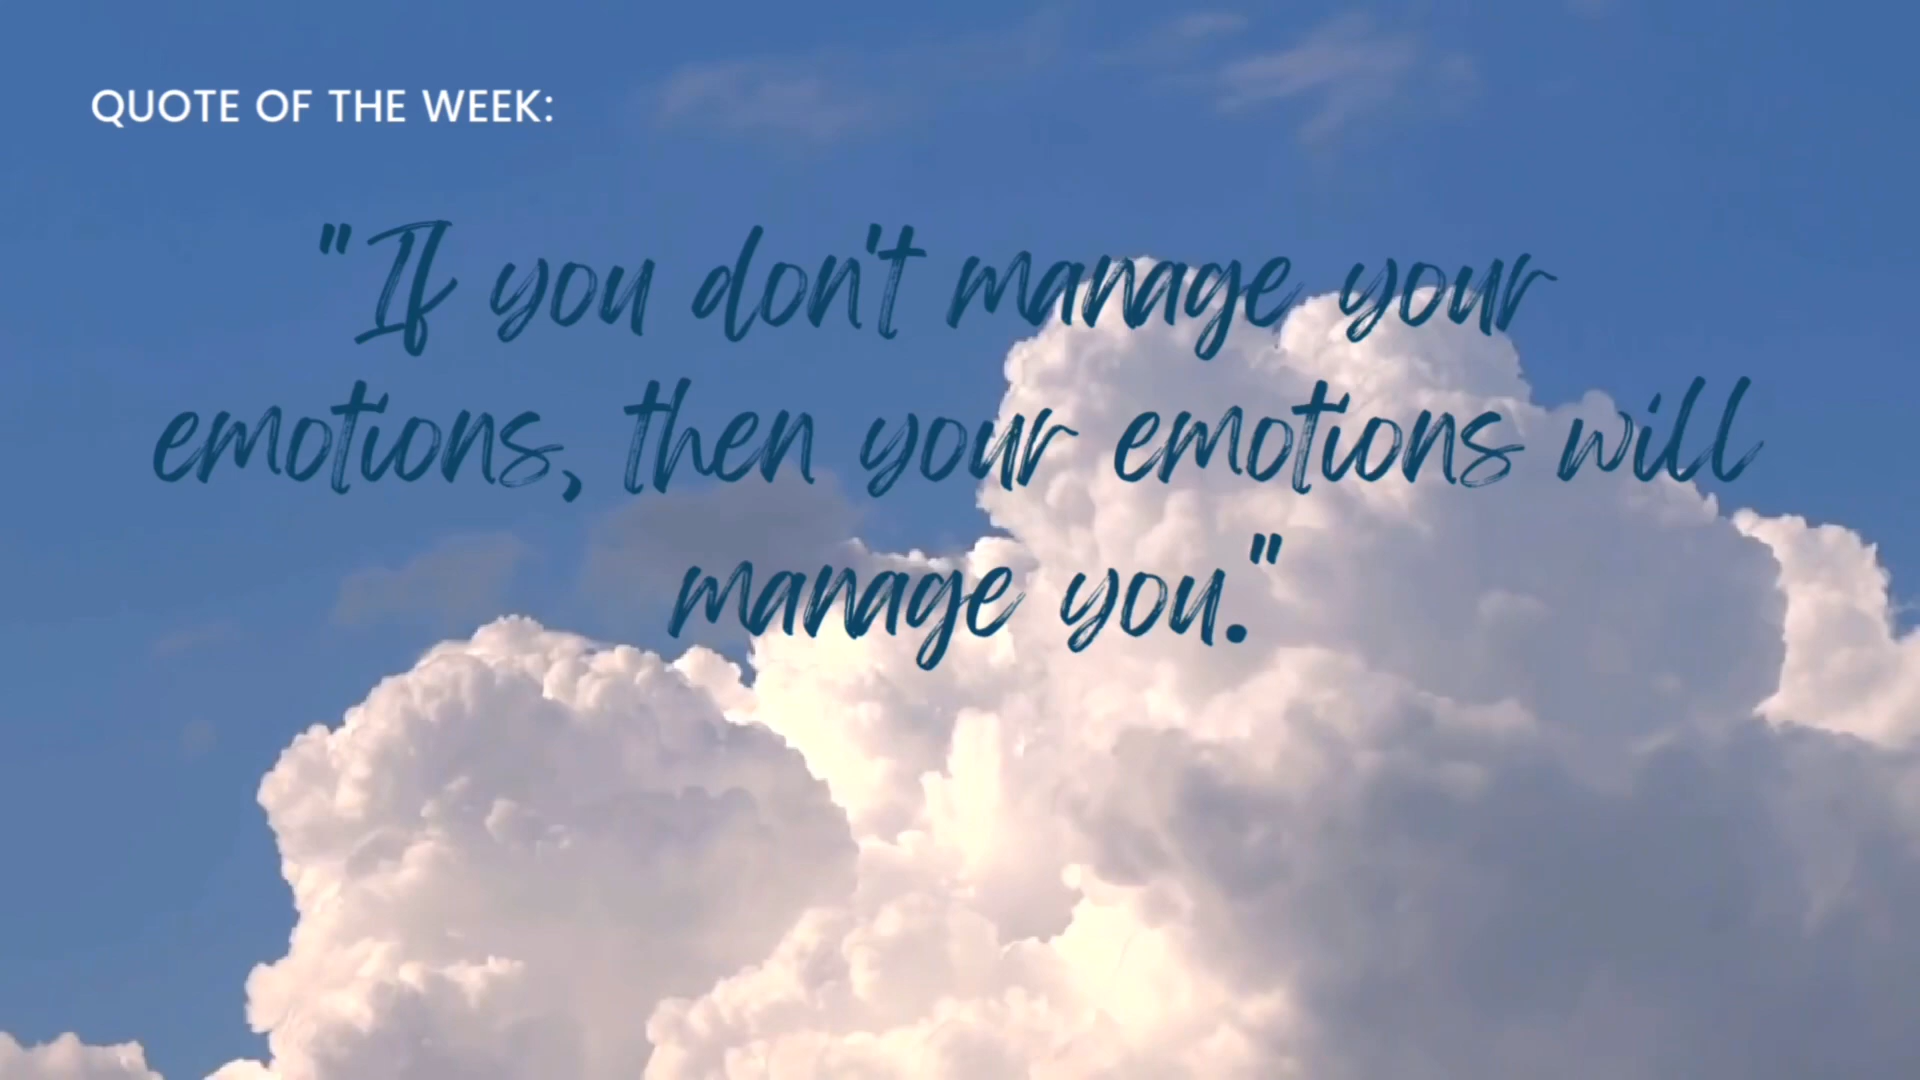 QUOTE OF THE WEEK:
"If you don't manage your
emotions, then your emotions will
manage you."